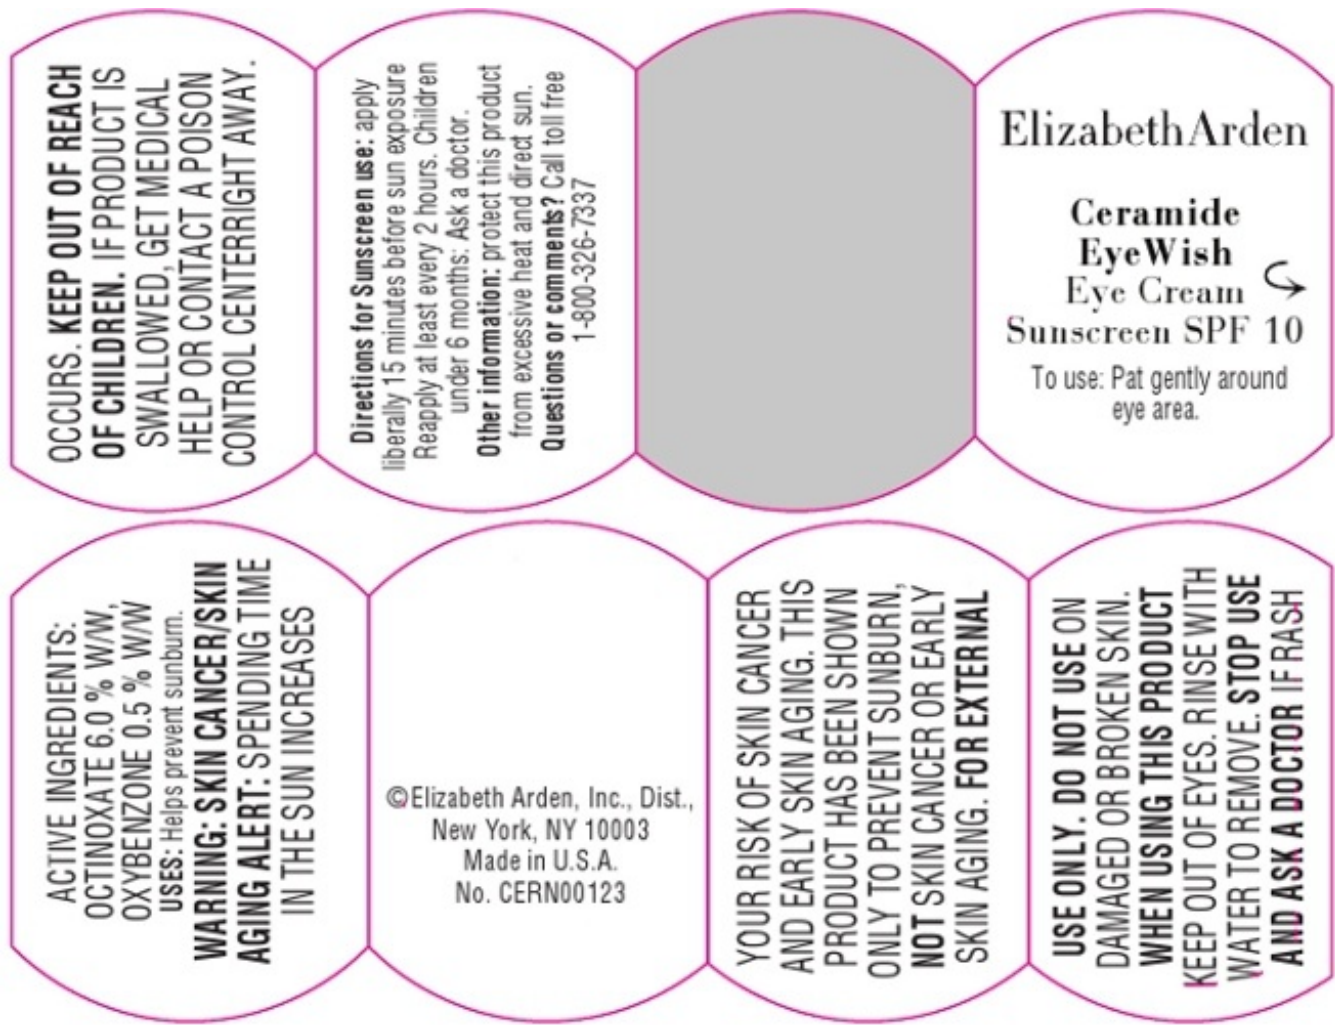 OCCURS. KEEP OUT OF REACH
OF CHILDREN. IF PRODUCT IS
SWALLOWED, GET MEDICAL
HELP OR CONTACT A POISON
CONTROL CENTERRIGHT AWAY.
Directions for Sunscreen use: apply
liberally 15 minutes before sun exposure
Reapply at least every 2 hours. Children
under 6 months: Ask a doctor.
Other information: protect this product
from excessive heat and direct sun.
Questions or comments? Call toll free
1-800-326-7337
ElizabethArden
Ceramide
EyeWish
Eye Cream
Sunscreen SPF 10
To use: Pat gently around
eye area.
ACTIVE INGREDIENTS:
OCTINOXATE 6.0 % W/W,
OXYBENZONE 0.5 % W/W
USES: Helps prevent sunburn.
WARNING: SKIN CANCER/SKIN
AGING ALERT: SPENDING TIME
IN THE SUN INCREASES
©Elizabeth Arden, Inc., Dist.,
New York, NY 10003
Made in U.S.A.
No. CERN00123
YOUR RISK OF SKIN CANCER
AND EARLY SKIN AGING. THIS
PRODUCT HAS BEEN SHOWN
ONLY TO PREVENT SUNBURN,
NOT SKIN CANCER OR EARLY
SKIN AGING. FOR EXTERNAL
USE ONLY. DO NOT USE ON
DAMAGED OR BROKEN SKIN.
WHEN USING THIS PRODUCT
KEEP OUT OF EYES. RINSE WITH
WATER TO REMOVE. STOP USE
AND ASK A DOCTOR IF RASH